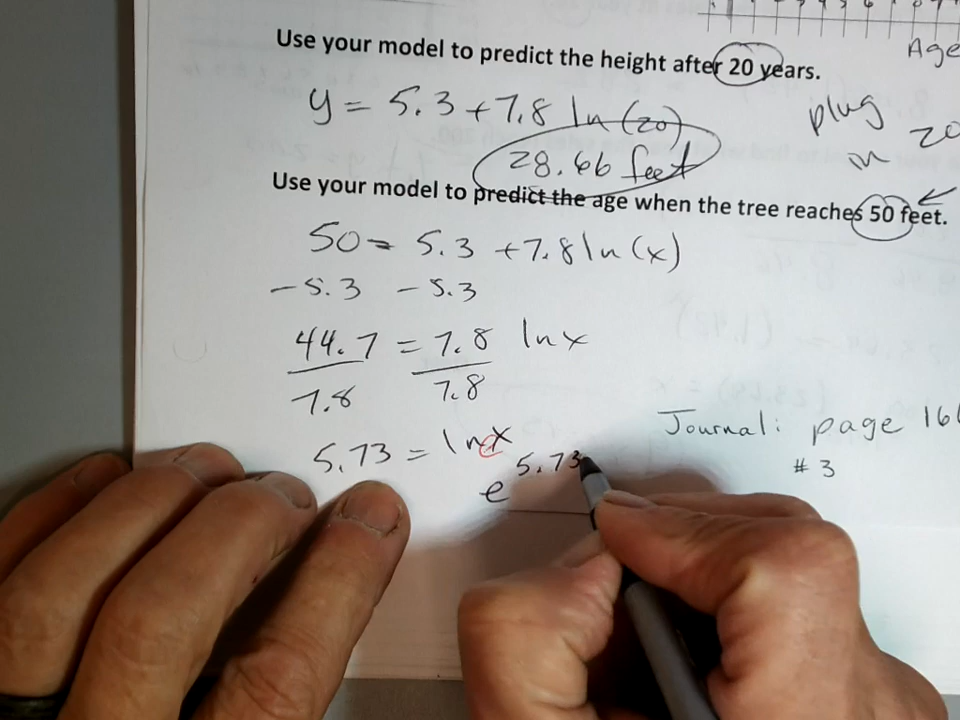 Age
Use your model to predict the height after 20 years.
y = 5.3 + 7.8 ln (20)
plug
in 20
28.66 feet
Use your model to predict the age when the tree reaches 50 feet.
50 = 5.3 + 7.8 ln (x)
- 5.3 - 5.3
44.7 = 7.8 ln x
7.8 7.8
Journal: page
# 3
5.73 = ln x
e 5.73